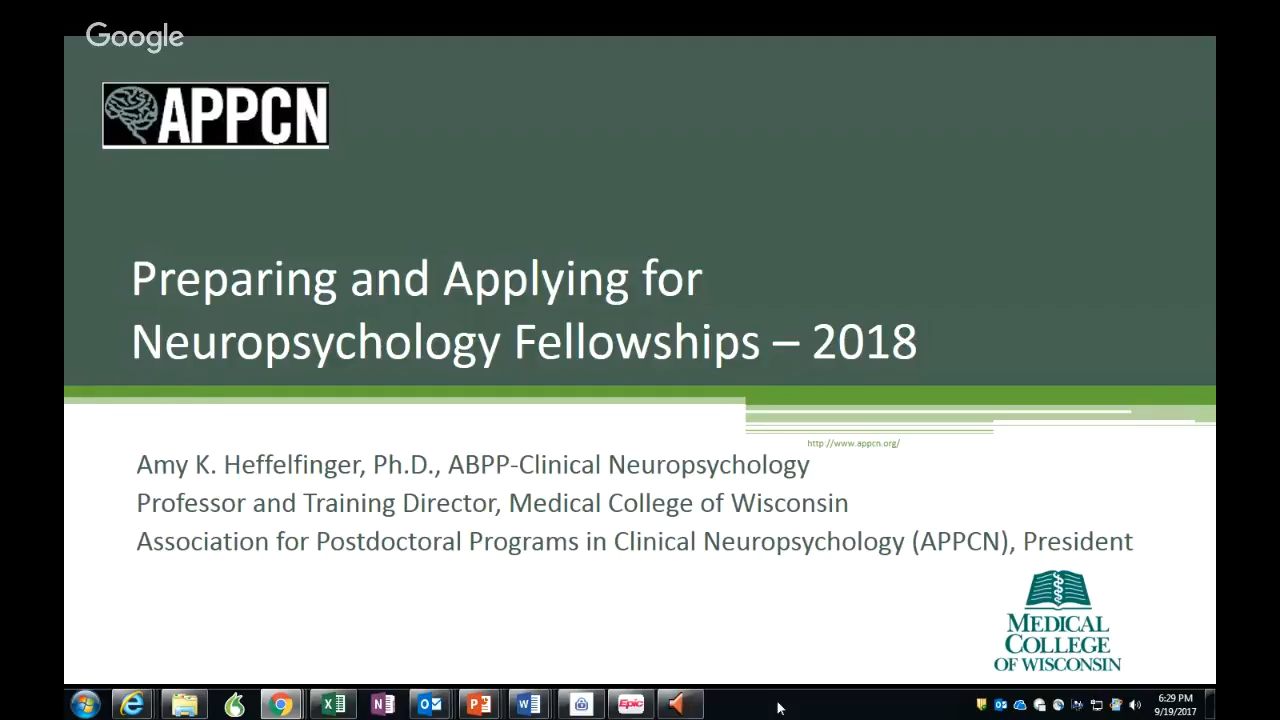 Google
APPCN
Preparing and Applying for
Neuropsychology Fellowships – 2018
http://www.appcn.org/
Amy K. Heffelfinger, Ph.D., ABPP-Clinical Neuropsychology
Professor and Training Director, Medical College of Wisconsin
Association for Postdoctoral Programs in Clinical Neuropsychology (APPCN), President
MEDICAL
COLLEGE
OF WISCONSIN
Epic
6:29 PM
9/19/2017